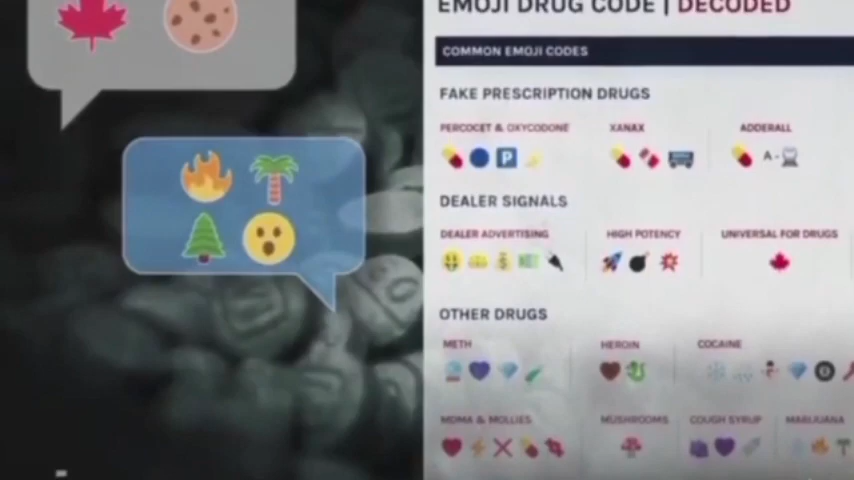 EMOJI DRUG CODE | DECODED
COMMON EMOJI CODES
FAKE PRESCRIPTION DRUGS
PERCOCET & OXYCODONE XANAX ADDERALL
P A-
DEALER SIGNALS
DEALER ADVERTISING HIGH POTENCY UNIVERSAL FOR DRUGS
OTHER DRUGS
METH HEROIN COCAINE
MDMA & MOLLIES MUSHROOMS COUGH SYRUP MARIJUANA